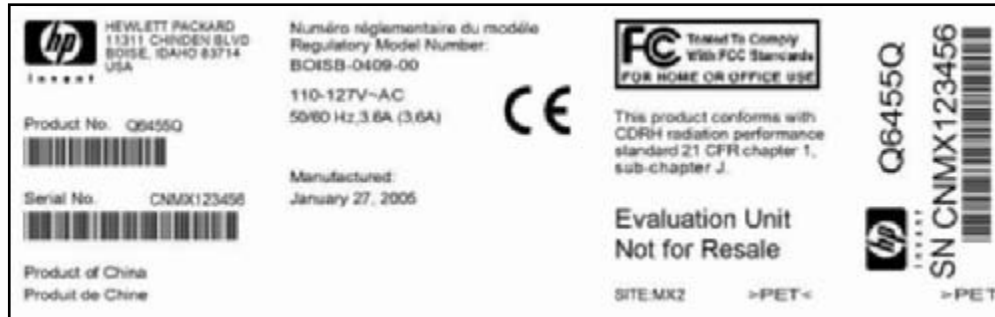 hp
invent
HEWLETT PACKARD
11311 CHINDEN BLVD
BOISE, IDAHO 83714
USA
Product No. Q6455Q
Serial No. CNMX123456
Product of China
Produit de Chine
Numéro réglementaire du modéle
Regulatory Model Number:
BOISB-0409-00
110-127V~AC
50/60 Hz,3.6A (3,6A)
Manufactured:
January 27, 2005
CE
FC Tested To Comply
With FCC Standards
FOR HOME OR OFFICE USE
This product conforms with
CDRH radiation performance
standard 21 CFR chapter 1,
sub-chapter J.
Evaluation Unit
Not for Resale
SITE:MX2 >PET<
Q6455Q
SN CNMX123456
hp
invent
>PET